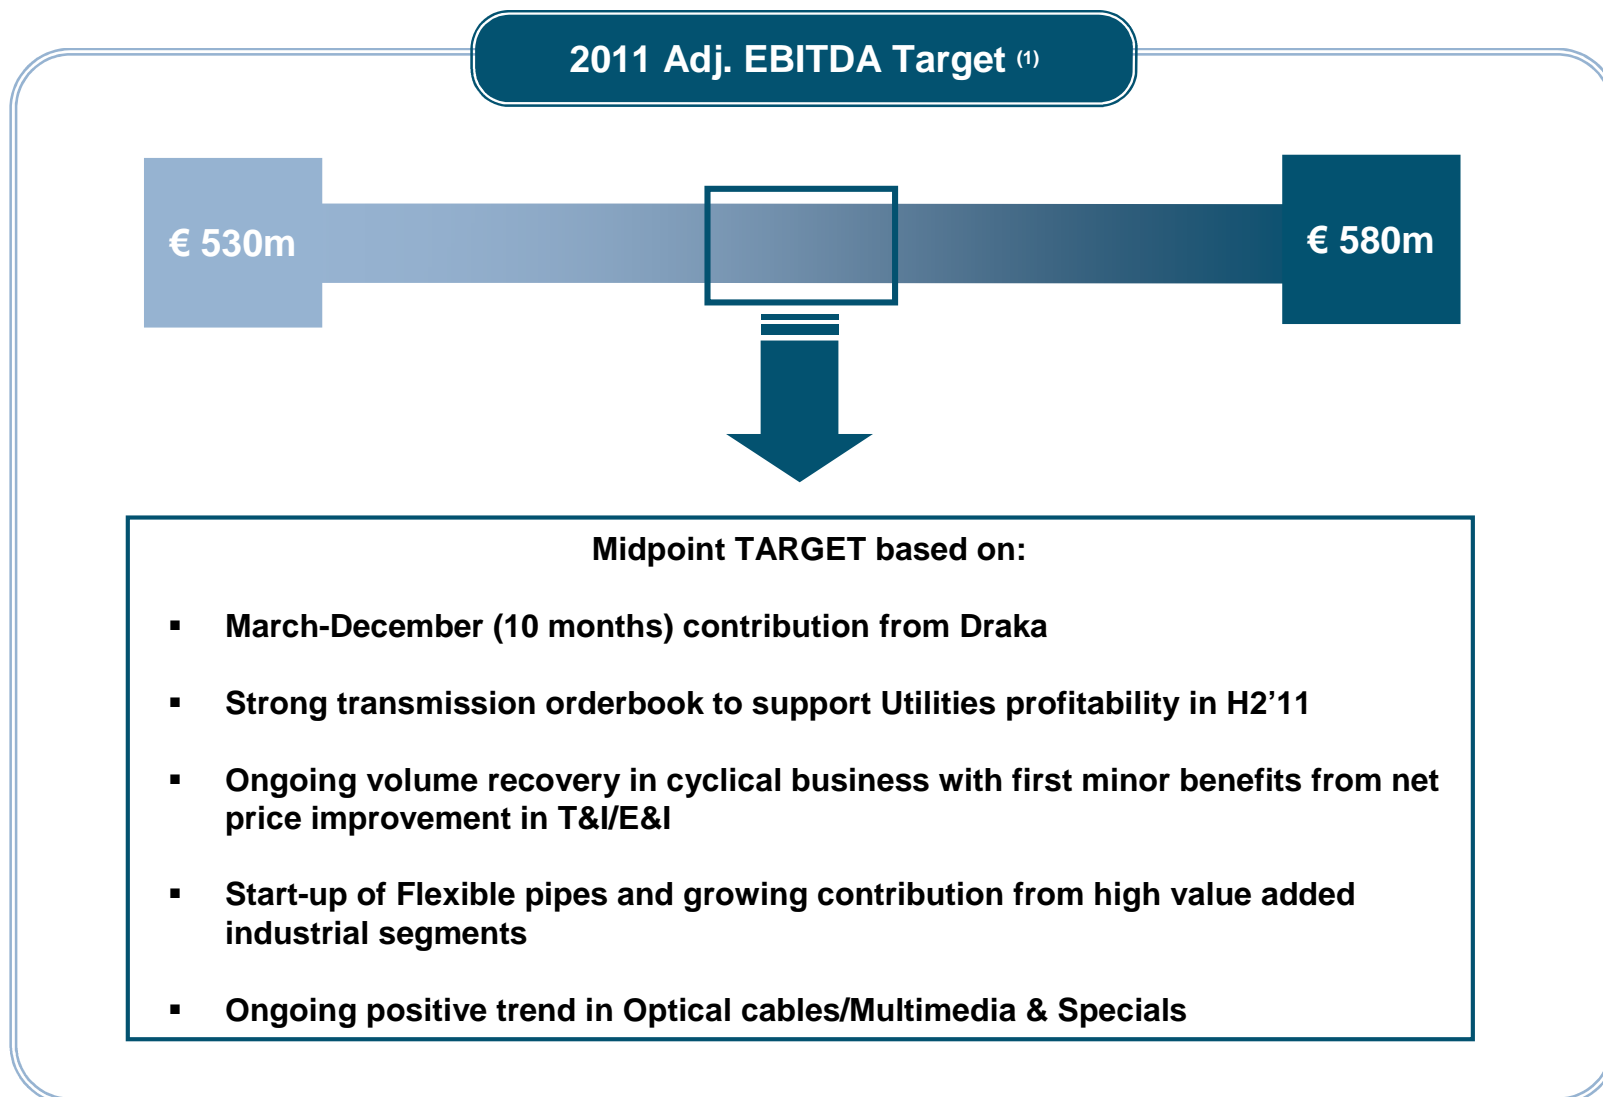 2011 Adj. EBITDA Target (1)
€ 530m
€ 580m
Midpoint TARGET based on:
▪ March-December (10 months) contribution from Draka
▪ Strong transmission orderbook to support Utilities profitability in H2’11
▪ Ongoing volume recovery in cyclical business with first minor benefits from net
price improvement in T&I/E&I
▪ Start-up of Flexible pipes and growing contribution from high value added
industrial segments
▪ Ongoing positive trend in Optical cables/Multimedia & Specials